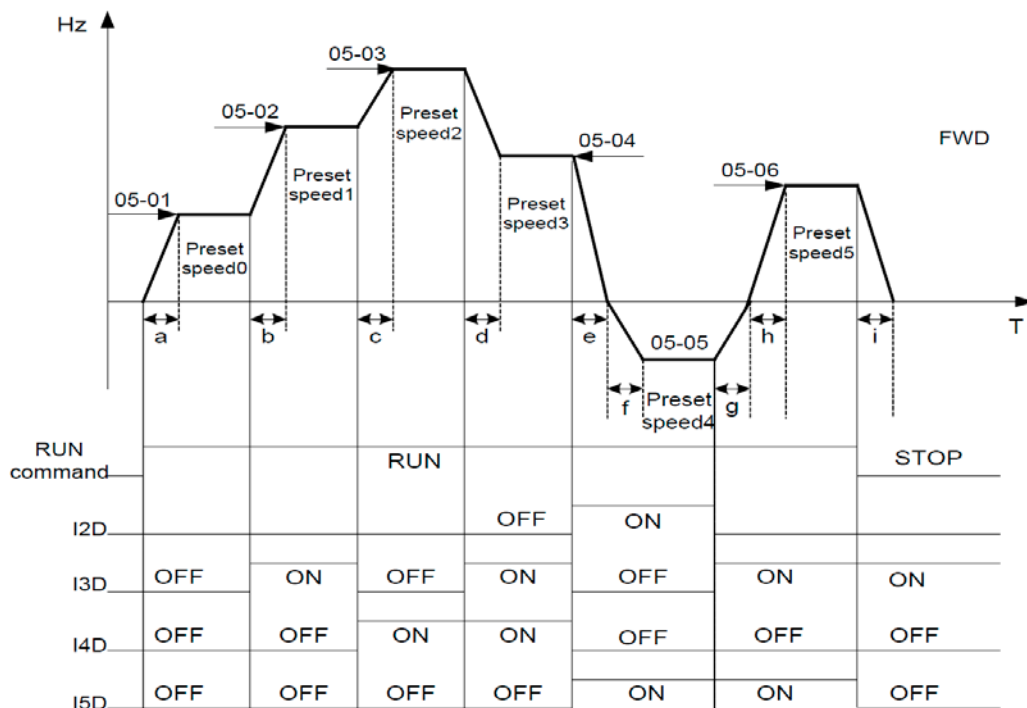 Hz
05-03
05-02
05-04
FWD
05-06
05-01
Preset
speed2
Preset
speed1
Preset
speed3
Preset
speed5
Preset
speed0
T
a
b
c
d
e
h
i
05-05
f
Preset
speed4
g
RUN
command
RUN
STOP
I2D
OFF
ON
I3D
OFF
ON
OFF
ON
OFF
ON
ON
I4D
OFF
OFF
ON
ON
OFF
OFF
OFF
I5D
OFF
OFF
OFF
OFF
ON
ON
OFF